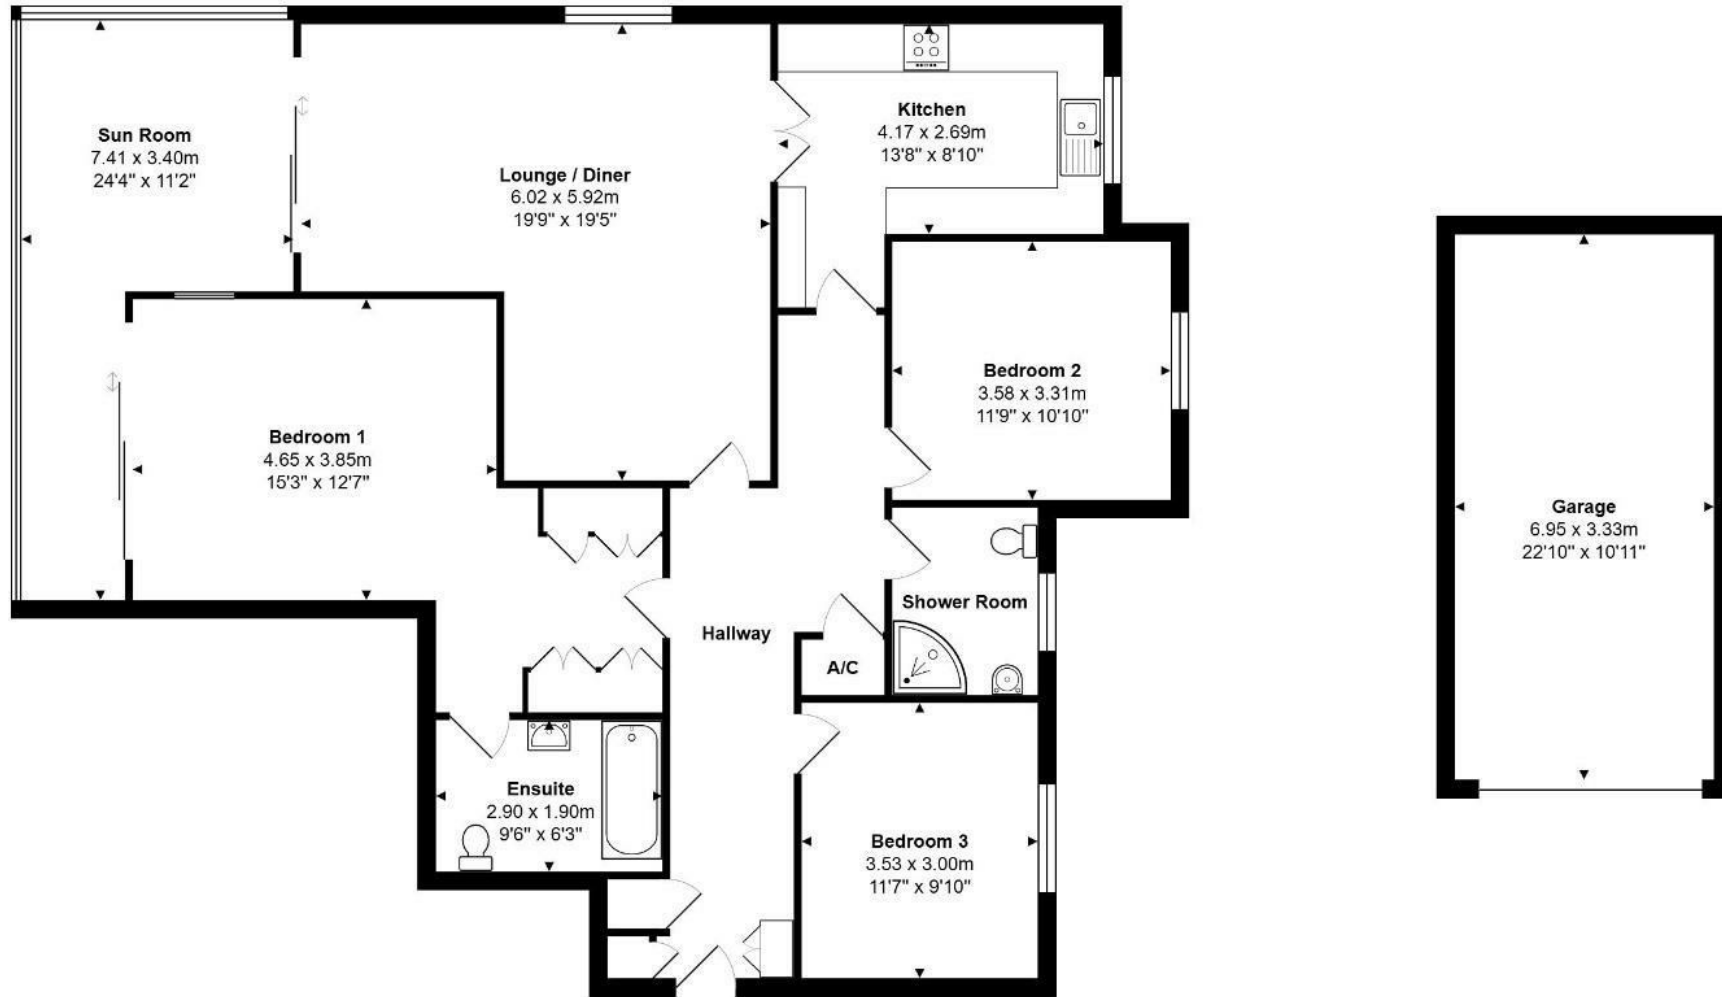 Sun Room
7.41 x 3.40m
24'4" x 11'2"
Lounge / Diner
6.02 x 5.92m
19'9" x 19'5"
Kitchen
4.17 x 2.69m
13'8" x 8'10"
Bedroom 1
4.65 x 3.85m
15'3" x 12'7"
Bedroom 2
3.58 x 3.31m
11'9" x 10'10"
Garage
6.95 x 3.33m
22'10" x 10'11"
Shower Room
Hallway
A/C
Ensuite
2.90 x 1.90m
9'6" x 6'3"
Bedroom 3
3.53 x 3.00m
11'7" x 9'10"